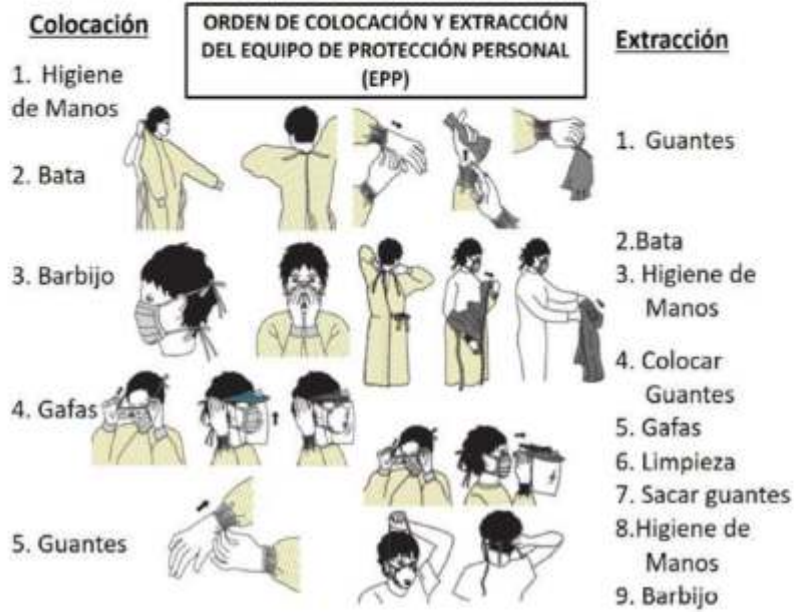 ORDEN DE COLOCACIÓN Y EXTRACCIÓN
DEL EQUIPO DE PROTECCIÓN PERSONAL
(EPP)
Colocación
1. Higiene
de Manos
2. Bata
3. Barbijo
4. Gafas
5. Guantes
Extracción
1. Guantes
2.Bata
3. Higiene de
Manos
4. Colocar
Guantes
5. Gafas
6. Limpieza
7. Sacar guantes
8.Higiene de
Manos
9. Barbijo